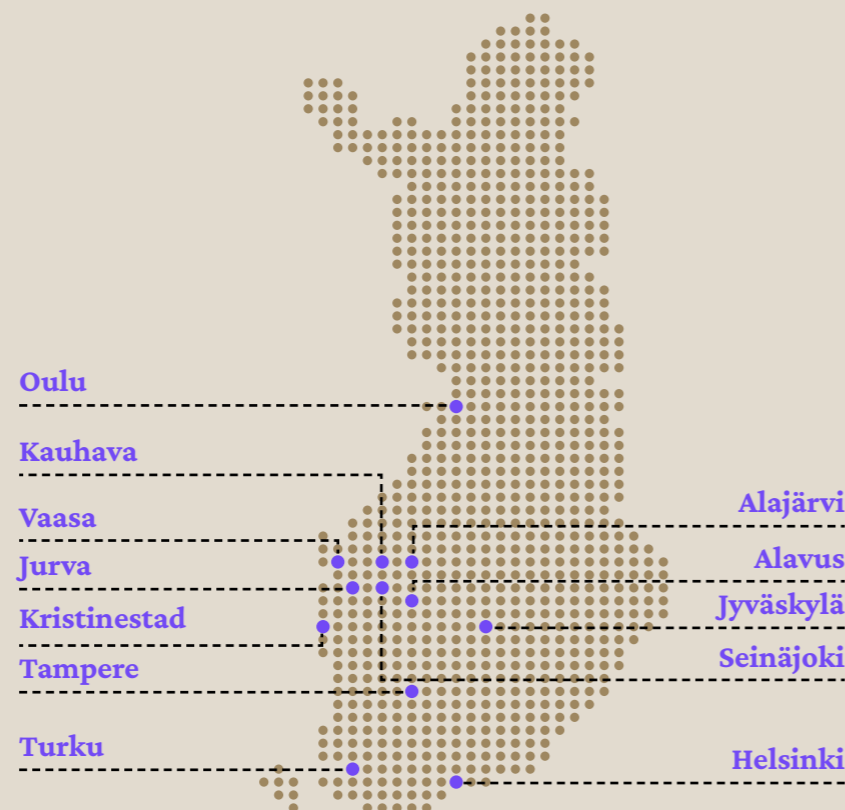 Oulu
Kauhava
Vaasa
Jurva
Kristinestad
Tampere
Turku
Alajärvi
Alavus
Jyväskylä
Seinäjoki
Helsinki